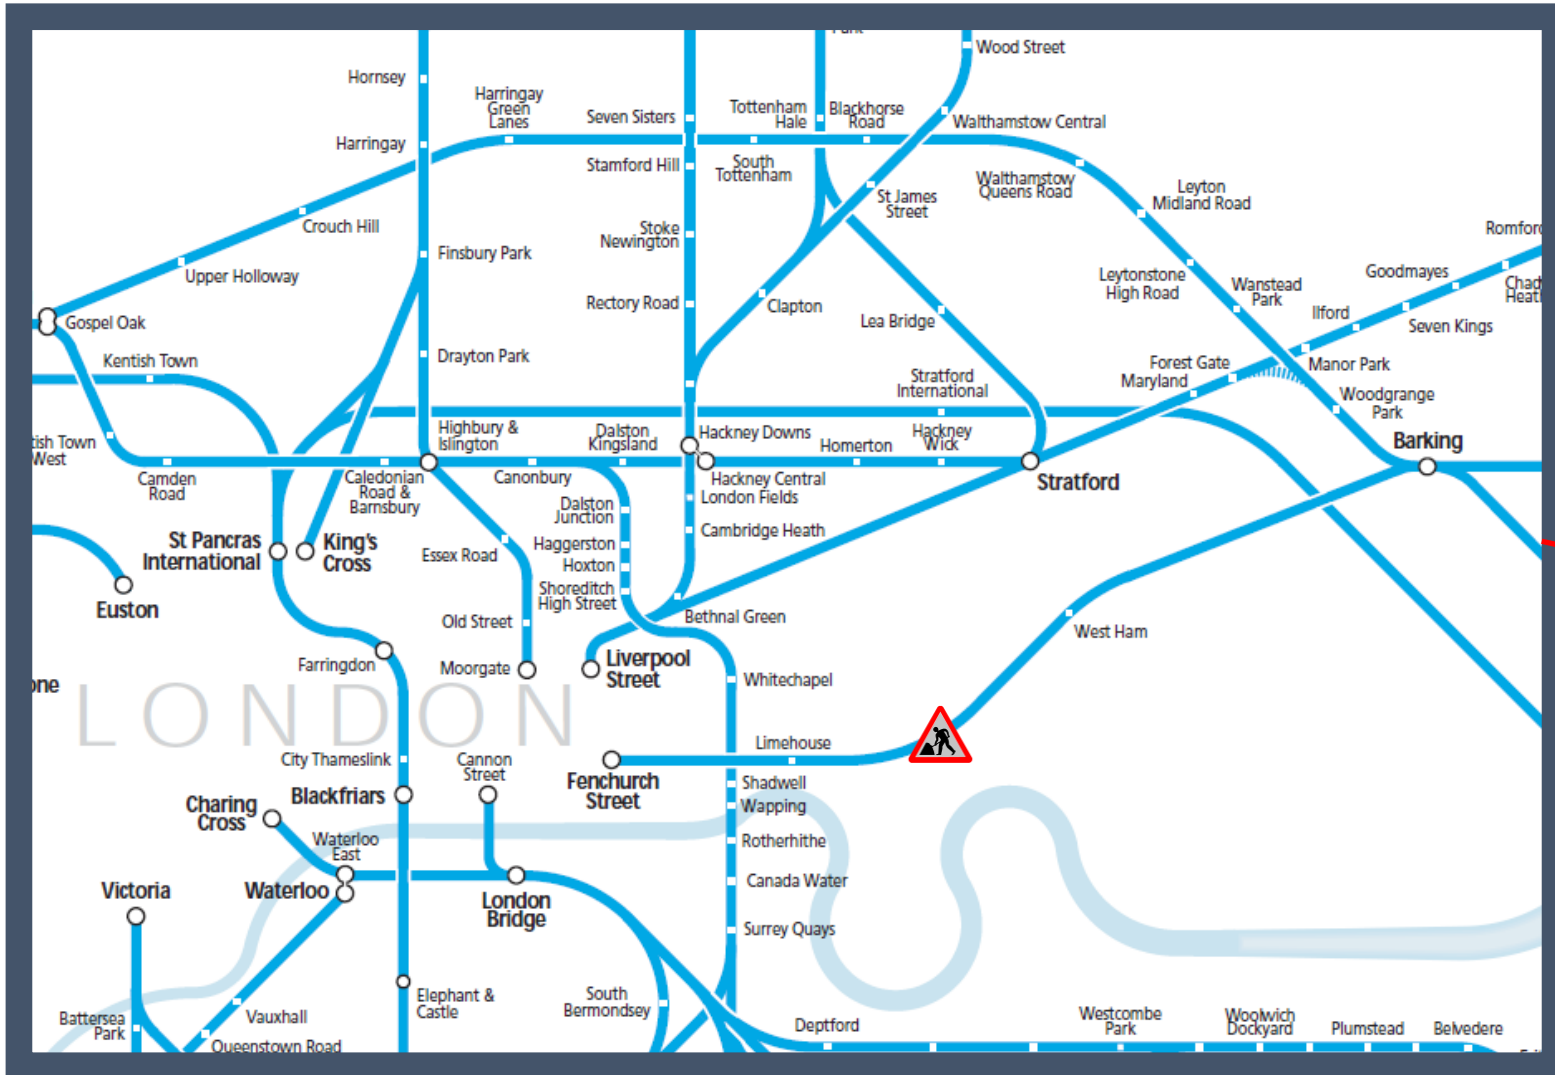 Wood Street
Hornsey
Harringay
Green
Lanes
Seven Sisters
Tottenham
Hale
Blackhorse
Road
Walthamstow Central
Harringay
Stamford Hill
South
Tottenham
Walthamstow
Queens Road
St James
Street
Leyton
Midland Road
Crouch Hill
Stoke
Newington
Finsbury Park
Upper Holloway
Leytonstone
High Road
Wanstead
Park
Goodmayes
Ilford
Seven Kings
Rectory Road
Clapton
Lea Bridge
Gospel Oak
Kentish Town
Drayton Park
Stratford
International
Forest Gate
Maryland
Manor Park
Woodgrange
Park
Barking
Highbury &
Islington
Dalston
Kingsland
Hackney Downs
Homerton
Hackney
Wick
tish Town
West
Camden
Road
Caledonian
Road &
Barnsbury
Canonbury
Hackney Central
London Fields
Stratford
Dalston
Junction
Cambridge Heath
St Pancras
International
King's
Cross
Essex Road
Haggerston
Hoxton
Shoreditch
High Street
Euston
Old Street
Bethnal Green
West Ham
Farringdon
Moorgate
Liverpool
Street
Whitechapel
one
LONDON
City Thameslink
Cannon
Street
Limehouse
Fenchurch
Street
Shadwell
Wapping
Blackfriars
Charing
Cross
Waterloo
East
Rotherhithe
Victoria
Waterloo
London
Bridge
Canada Water
Surrey Quays
Elephant &
Castle
South
Bermondsey
Battersea
Park
Vauxhall
Queenstown Road
Deptford
Westcombe
Park
Woolwich
Dockyard
Plumstead
Belvedere